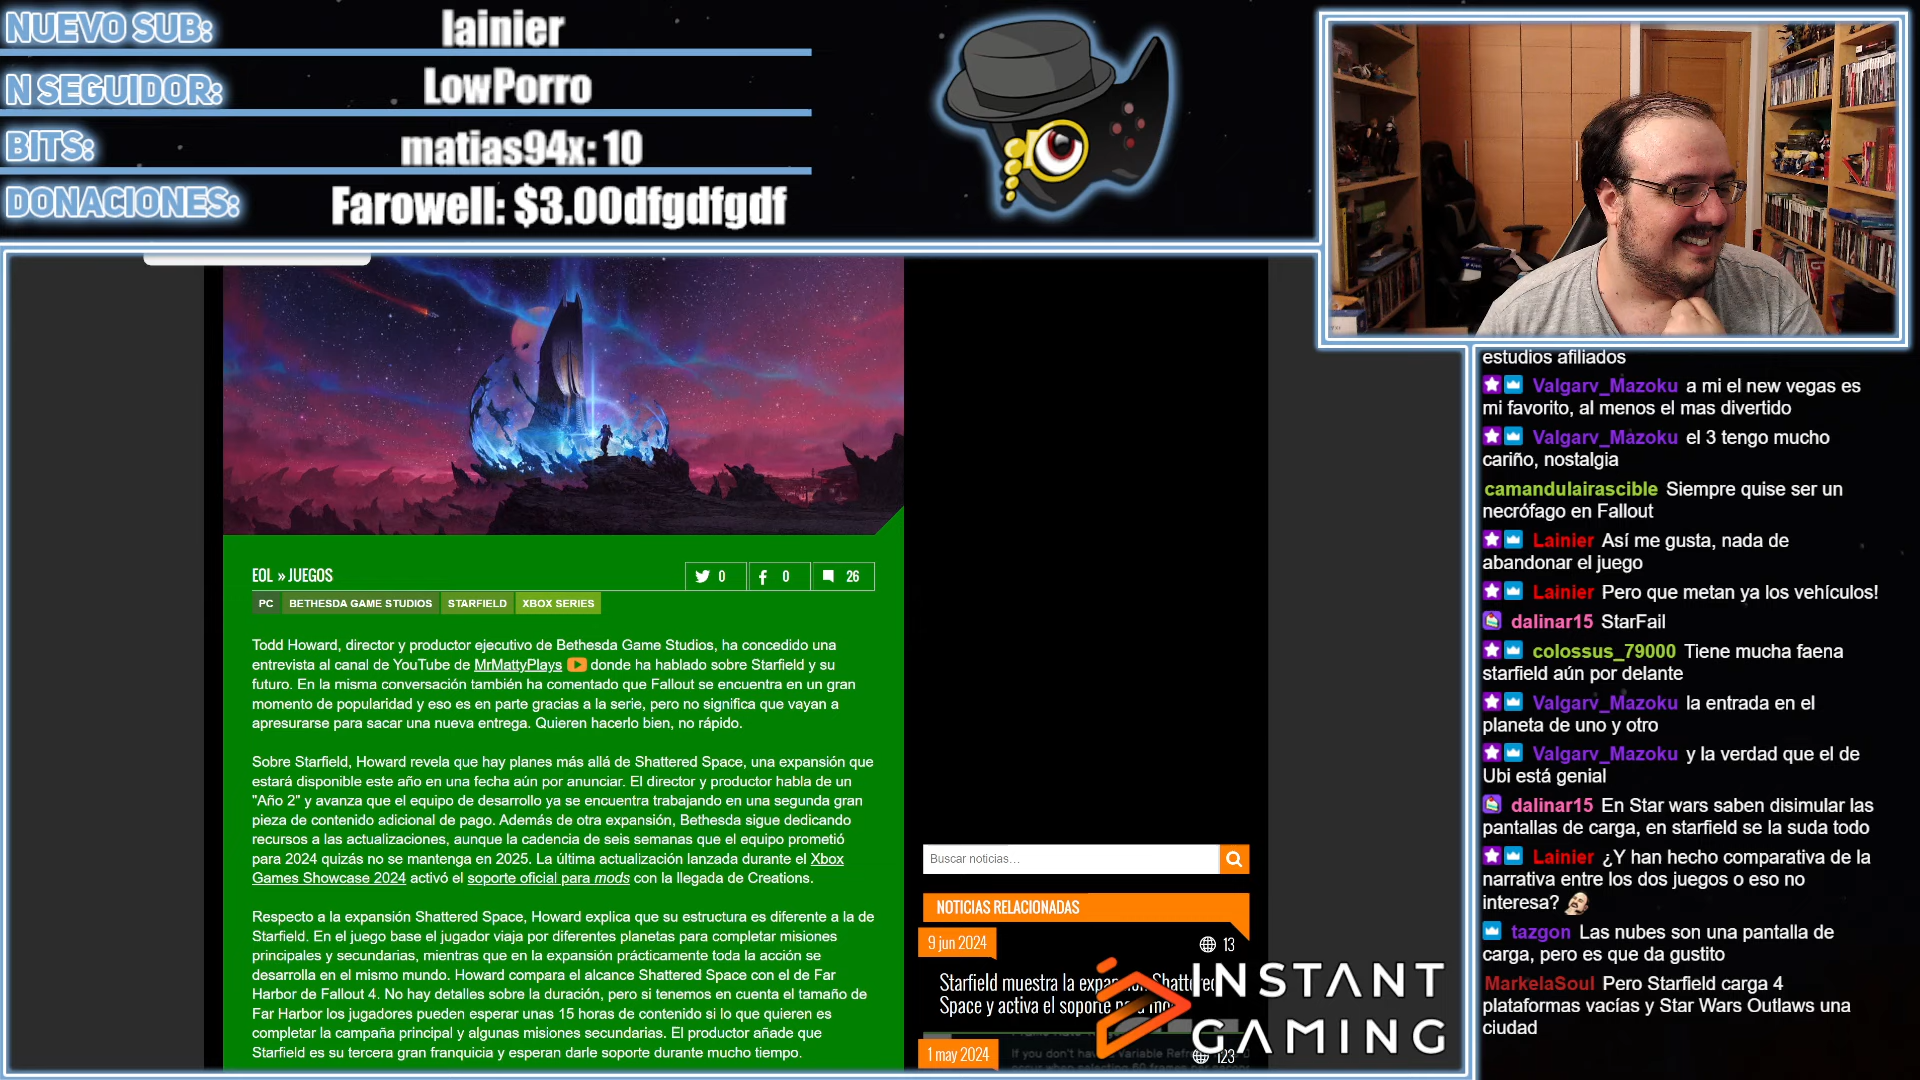 NUEVO SUB:
lainier
N SEGUIDOR:
LowPorro
BITS:
matias94x: 10
DONACIONES:
Farowell: $3.00dfgdfgdf
EOL » JUEGOS
0
0
26
PC
BETHESDA GAME STUDIOS
STARFIELD
XBOX SERIES
Todd Howard, director y productor ejecutivo de Bethesda Game Studios, ha concedido una
entrevista al canal de YouTube de MrMattyPlays donde ha hablado sobre Starfield y su
futuro. En la misma conversación también ha comentado que Fallout se encuentra en un gran
momento de popularidad y eso es en parte gracias a la serie, pero no significa que vayan a
apresurarse para sacar una nueva entrega. Quieren hacerlo bien, no rápido.
Sobre Starfield, Howard revela que hay planes más allá de Shattered Space, una expansión que
estará disponible este año en una fecha aún por anunciar. El director y productor habla de un
"Año 2" y avanza que el equipo de desarrollo ya se encuentra trabajando en una segunda gran
pieza de contenido adicional de pago. Además de otra expansión, Bethesda sigue dedicando
recursos a las actualizaciones, aunque la cadencia de seis semanas que el equipo prometió
para 2024 quizás no se mantenga en 2025. La última actualización lanzada durante el Xbox
Games Showcase 2024 activó el soporte oficial para mods con la llegada de Creations.
Respecto a la expansión Shattered Space, Howard explica que su estructura es diferente a la de
Starfield. En el juego base el jugador viaja por diferentes planetas para completar misiones
principales y secundarias, mientras que en la expansión prácticamente toda la acción se
desarrolla en el mismo mundo. Howard compara el alcance Shattered Space con el de Far
Harbor de Fallout 4. No hay detalles sobre la duración, pero si tenemos en cuenta el tamaño de
Far Harbor los jugadores pueden esperar unas 15 horas de contenido si lo que quieren es
completar la campaña principal y algunas misiones secundarias. El productor añade que
Starfield es su tercera gran franquicia y esperan darle soporte durante mucho tiempo.
Buscar noticias...
NOTICIAS RELACIONADAS
9 jun 2024
13
Starfield muestra la expansión Shattered
Space y activa el soporte para mo
1 may 2024
123
If you don't have Variable Refr
INSTANT
GAMING
estudios afiliados
Valgarv_Mazoku a mi el new vegas es
mi favorito, al menos el mas divertido
Valgarv_Mazoku el 3 tengo mucho
cariño, nostalgia
camandulairascible Siempre quise ser un
necrófago en Fallout
Lainier Así me gusta, nada de
abandonar el juego
Lainier Pero que metan ya los vehículos!
dalinar15 StarFail
colossus_79000 Tiene mucha faena
starfield aún por delante
Valgarv_Mazoku la entrada en el
planeta de uno y otro
Valgarv_Mazoku y la verdad que el de
Ubi está genial
dalinar15 En Star wars saben disimular las
pantallas de carga, en starfield se la suda todo
Lainier ¿Y han hecho comparativa de la
narrativa entre los dos juegos o eso no
interesa?
tazgon Las nubes son una pantalla de
carga, pero es que da gustito
MarkelaSoul Pero Starfield carga 4
plataformas vacías y Star Wars Outlaws una
ciudad